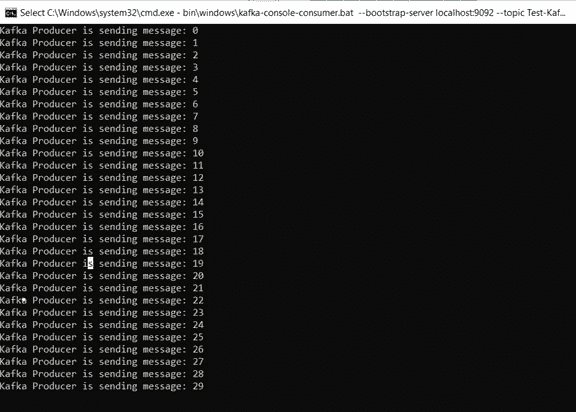 Select C:\Windows\system32\cmd.exe - bin\windows\kafka-console-consumer.bat --bootstrap-server localhost:9092 --topic Test-Kaf...
Kafka Producer is sending message: 0
Kafka Producer is sending message: 1
Kafka Producer is sending message: 2
Kafka Producer is sending message: 3
Kafka Producer is sending message: 4
Kafka Producer is sending message: 5
Kafka Producer is sending message: 6
Kafka Producer is sending message: 7
Kafka Producer is sending message: 8
Kafka Producer is sending message: 9
Kafka Producer is sending message: 10
Kafka Producer is sending message: 11
Kafka Producer is sending message: 12
Kafka Producer is sending message: 13
Kafka Producer is sending message: 14
Kafka Producer is sending message: 15
Kafka Producer is sending message: 16
Kafka Producer is sending message: 17
Kafka Producer is sending message: 18
Kafka Producer is sending message: 19
Kafka Producer is sending message: 20
Kafka Producer is sending message: 21
Kafka Producer is sending message: 22
Kafka Producer is sending message: 23
Kafka Producer is sending message: 24
Kafka Producer is sending message: 25
Kafka Producer is sending message: 26
Kafka Producer is sending message: 27
Kafka Producer is sending message: 28
Kafka Producer is sending message: 29